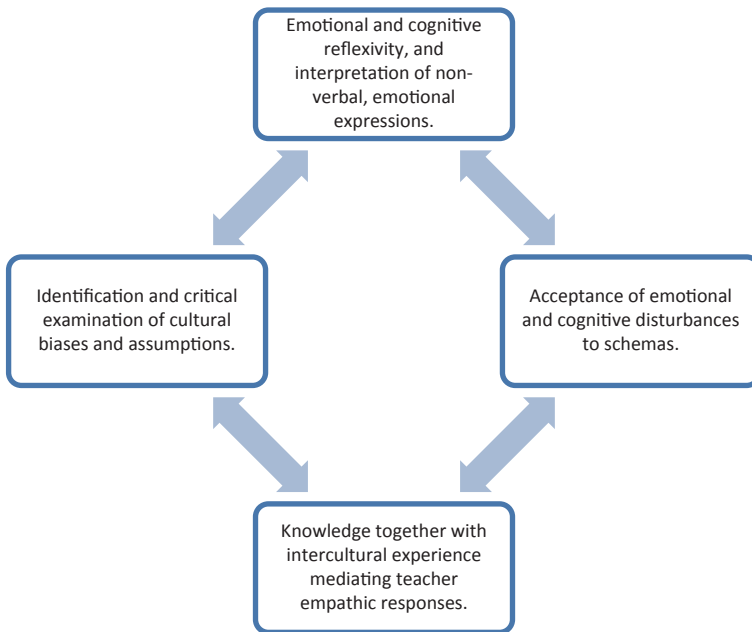 Emotional and cognitive
reflexivity, and
interpretation of non-
verbal, emotional
expressions.
Identification and critical
examination of cultural
biases and assumptions.
Acceptance of emotional
and cognitive disturbances
to schemas.
Knowledge together with
intercultural experience
mediating teacher
empathic responses.